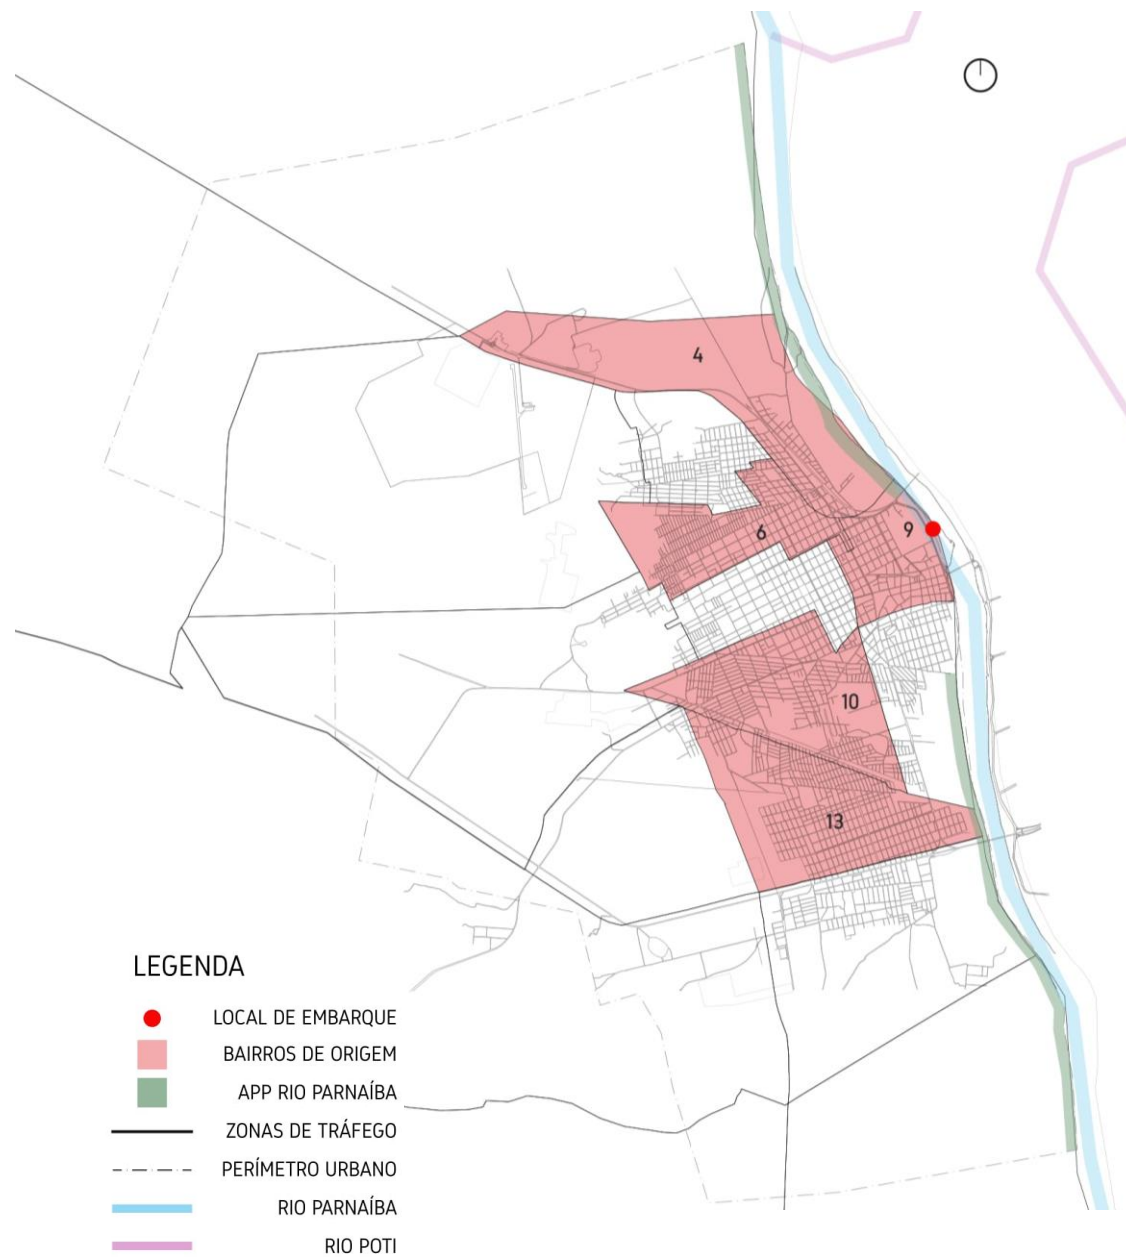 4
6
9
10
13
LEGENDA
LOCAL DE EMBARQUE
BAIRROS DE ORIGEM
APP RIO PARNAÍBA
ZONAS DE TRÁFEGO
PERÍMETRO URBANO
RIO PARNAÍBA
RIO POTI